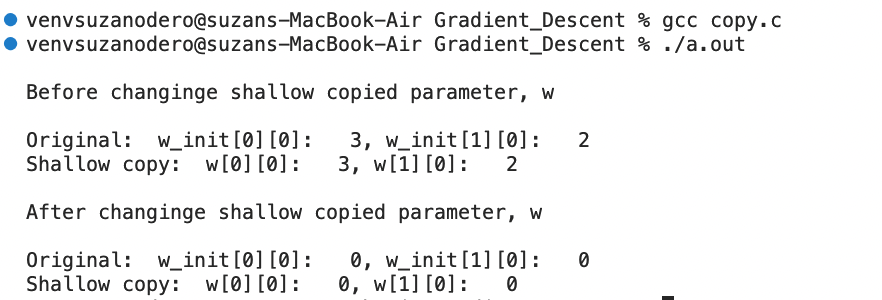 venvsuzanodero@suzans-MacBook-Air Gradient_Descent % gcc copy.c
venvsuzanodero@suzans-MacBook-Air Gradient_Descent % ./a.out
Before changinge shallow copied parameter, w
Original:  w_init[0][0]:   3, w_init[1][0]:   2
Shallow copy:  w[0][0]:   3, w[1][0]:   2
After changinge shallow copied parameter, w
Original:  w_init[0][0]:   0, w_init[1][0]:   0
Shallow copy:  w[0][0]:   0, w[1][0]:   0